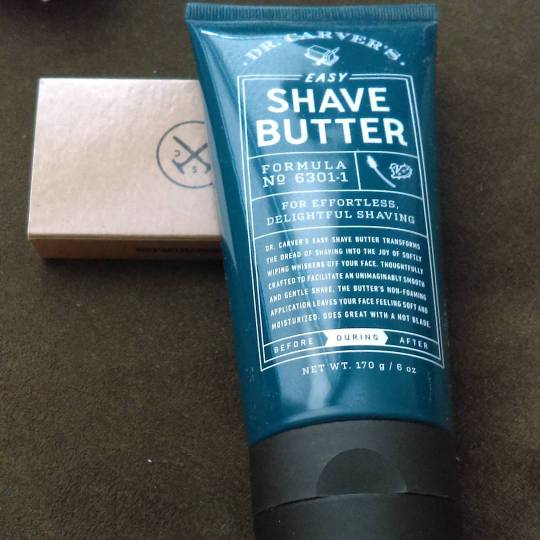 DR. CARVER'S
EASY
SHAVE
BUTTER
FORMULA
Nº 6301-1
FOR EFFORTLESS,
DELIGHTFUL SHAVING
DR. CARVER'S EASY SHAVE BUTTER TRANSFORMS
THE DREAD OF SHAVING INTO THE JOY OF SOFTLY
WIPING WHISKERS OFF YOUR FACE. THOUGHTFULLY
CRAFTED TO FACILITATE AN UNIMAGINABLY SMOOTH
AND GENTLE SHAVE. THE BUTTER'S NON-FOAMING
APPLICATION LEAVES YOUR FACE FEELING SOFT AND
MOISTURIZED. GOES GREAT WITH A HOT BLADE.
BEFORE DURING AFTER
NET WT. 170 g / 6 oz
C S